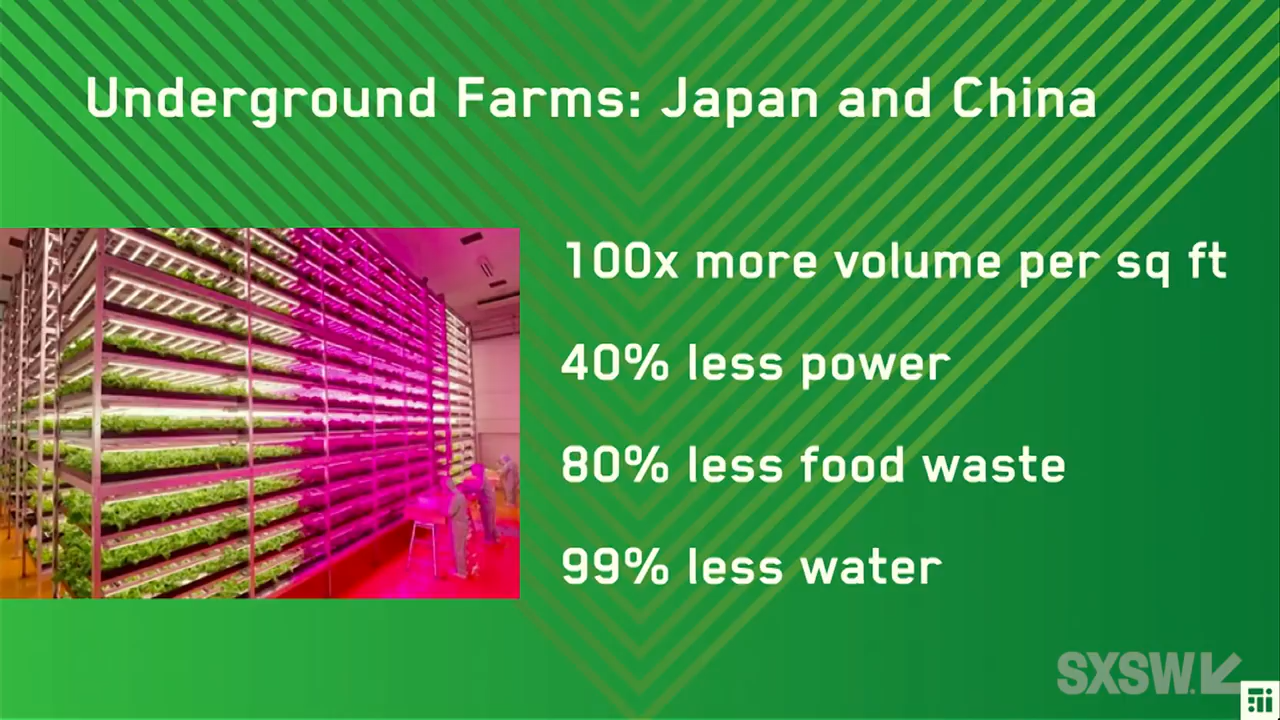 Underground Farms: Japan and China
100x more volume per sq ft
40% less power
80% less food waste
99% less water
SXSW.